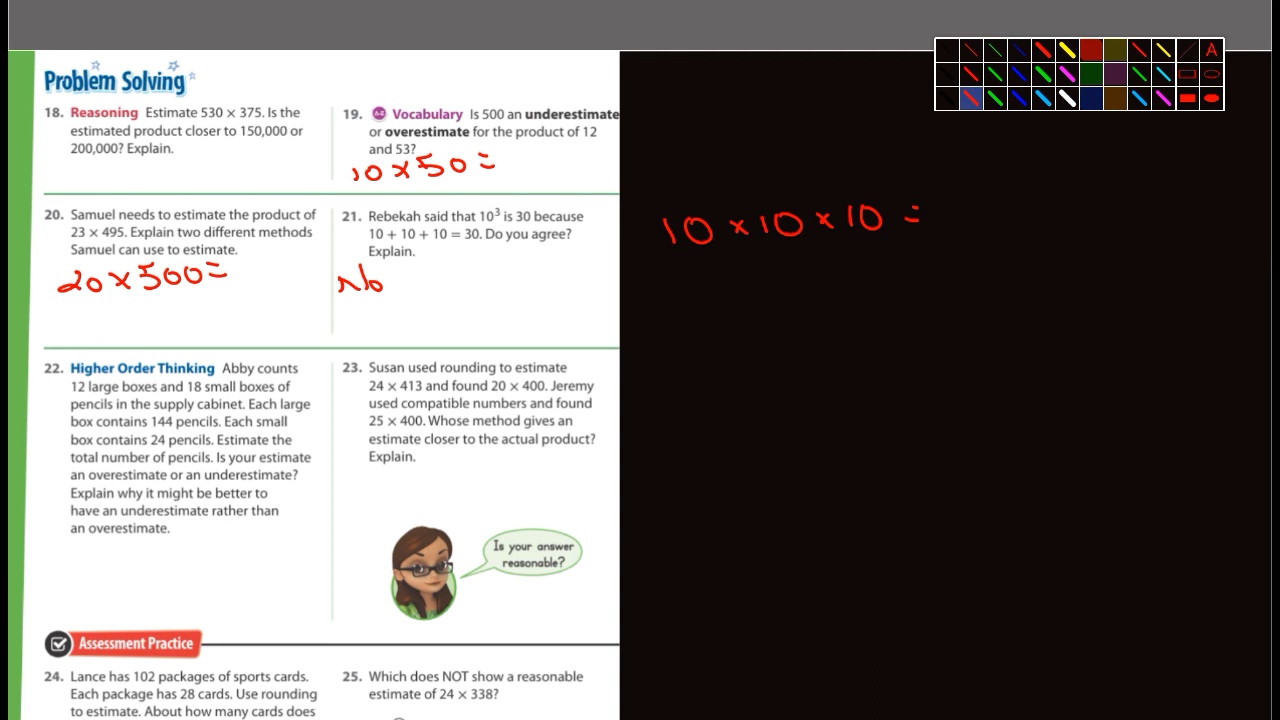 Problem Solving
18. Reasoning Estimate 530 × 375. Is the
estimated product closer to 150,000 or
200,000? Explain.
19. A-Z Vocabulary Is 500 an underestimate
or overestimate for the product of 12
and 53?
10 × 50 =
20. Samuel needs to estimate the product of
23 × 495. Explain two different methods
Samuel can use to estimate.
20 × 500 =
21. Rebekah said that 10³ is 30 because
10 + 10 + 10 = 30. Do you agree?
Explain.
No
10 × 10 × 10 =
22. Higher Order Thinking Abby counts
12 large boxes and 18 small boxes of
pencils in the supply cabinet. Each large
box contains 144 pencils. Each small
box contains 24 pencils. Estimate the
total number of pencils. Is your estimate
an overestimate or an underestimate?
Explain why it might be better to
have an underestimate rather than
an overestimate.
23. Susan used rounding to estimate
24 × 413 and found 20 × 400. Jeremy
used compatible numbers and found
25 × 400. Whose method gives an
estimate closer to the actual product?
Explain.
Is your answer
reasonable?
Assessment Practice
24. Lance has 102 packages of sports cards.
Each package has 28 cards. Use rounding
to estimate. About how many cards does
25. Which does NOT show a reasonable
estimate of 24 × 338?
A